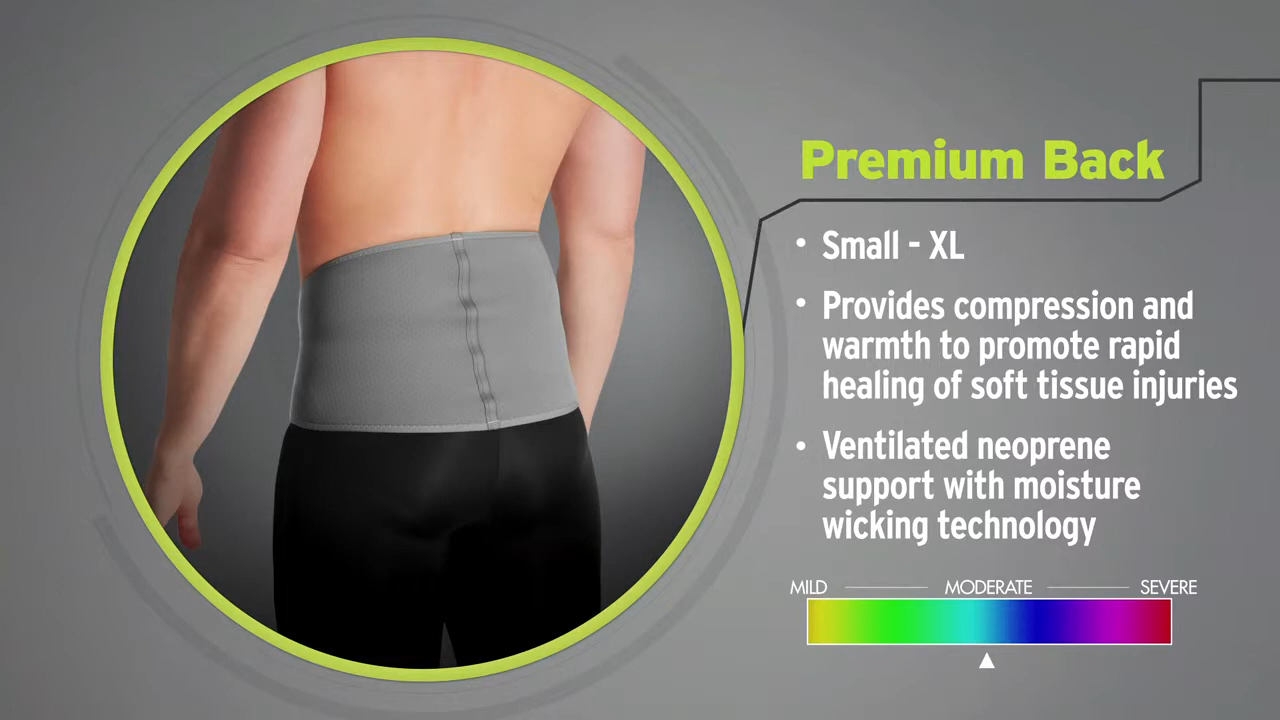 Premium Back
• Small - XL
• Provides compression and
warmth to promote rapid
healing of soft tissue injuries
• Ventilated neoprene
support with moisture
wicking technology
MILD MODERATE SEVERE